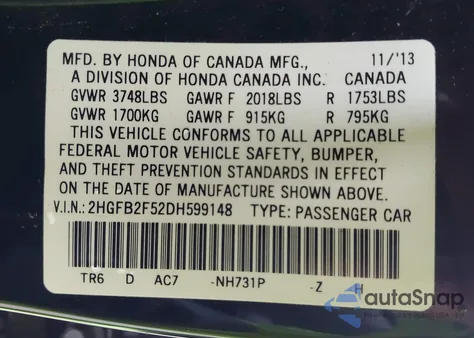 MFD. BY HONDA OF CANADA MFG., 11/'13
A DIVISION OF HONDA CANADA INC. CANADA
GVWR 3748LBS GAWR F 2018LBS R 1753LBS
GVWR 1700KG GAWR F 915KG R 795KG
THIS VEHICLE CONFORMS TO ALL APPLICABLE
FEDERAL MOTOR VEHICLE SAFETY, BUMPER,
AND THEFT PREVENTION STANDARDS IN EFFECT
ON THE DATE OF MANUFACTURE SHOWN ABOVE.
V.I.N.: 2HGFB2F52DH599148 TYPE: PASSENGER CAR
TR6 D AC7 -NH731P -Z H
autaSnap